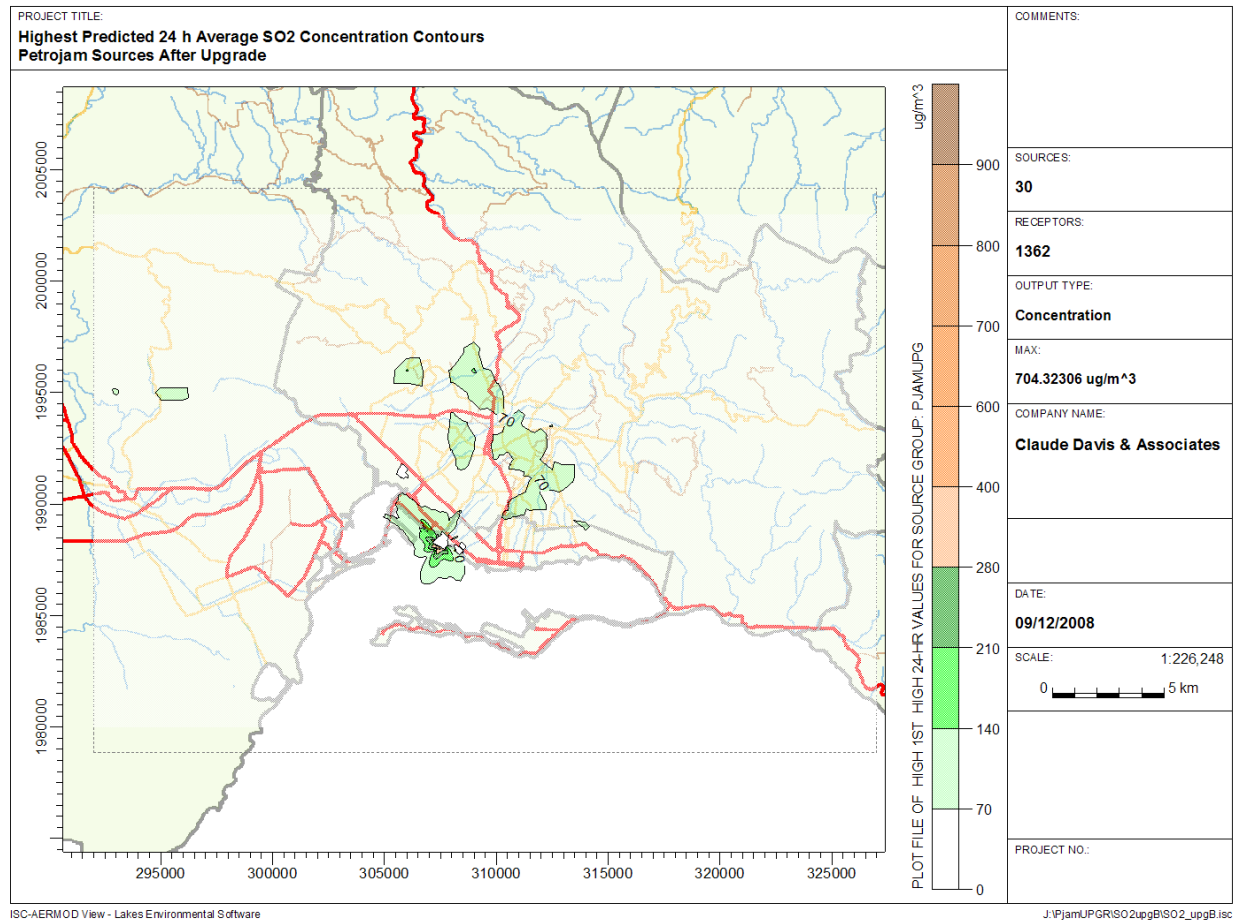 PROJECT TITLE:
Highest Predicted 24 h Average SO2 Concentration Contours
Petrojam Sources After Upgrade
COMMENTS:
SOURCES:
30
RECEPTORS:
1362
OUTPUT TYPE:
Concentration
MAX:
704.32306 ug/m^3
COMPANY NAME:
Claude Davis & Associates
DATE:
09/12/2008
SCALE:
1:226,248
0
5 km
PROJECT NO.:
ug/m^3
PLOT FILE OF HIGH 1ST HIGH 24-HR VALUES FOR SOURCE GROUP: PJAMUPG
900
800
700
600
400
280
210
140
70
0
2005000
2000000
1995000
1990000
1985000
1980000
70
70
295000
300000
305000
310000
315000
320000
325000
ISC-AERMOD View - Lakes Environmental Software
J:\PjamUPGR\SO2upgB\SO2_upgB.isc